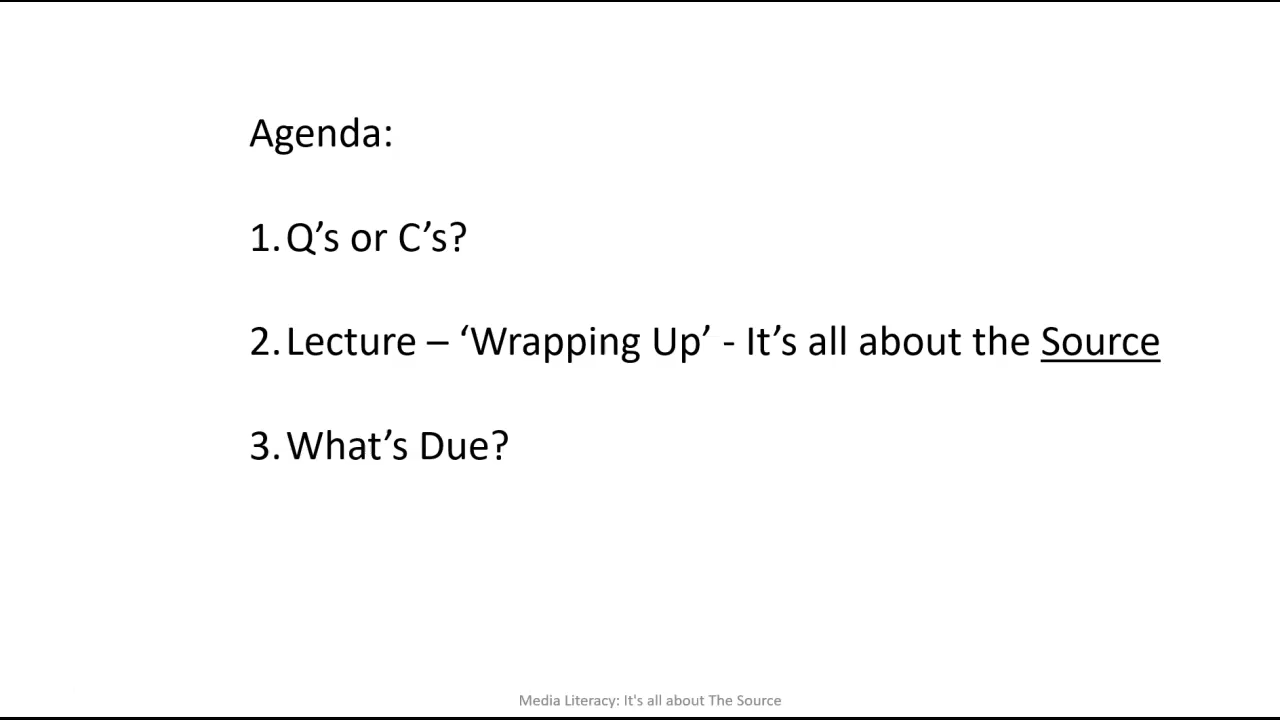 Agenda:
1. Q’s or C’s?
2. Lecture – ‘Wrapping Up’ - It’s all about the Source
3. What’s Due?
Media Literacy: It's all about The Source